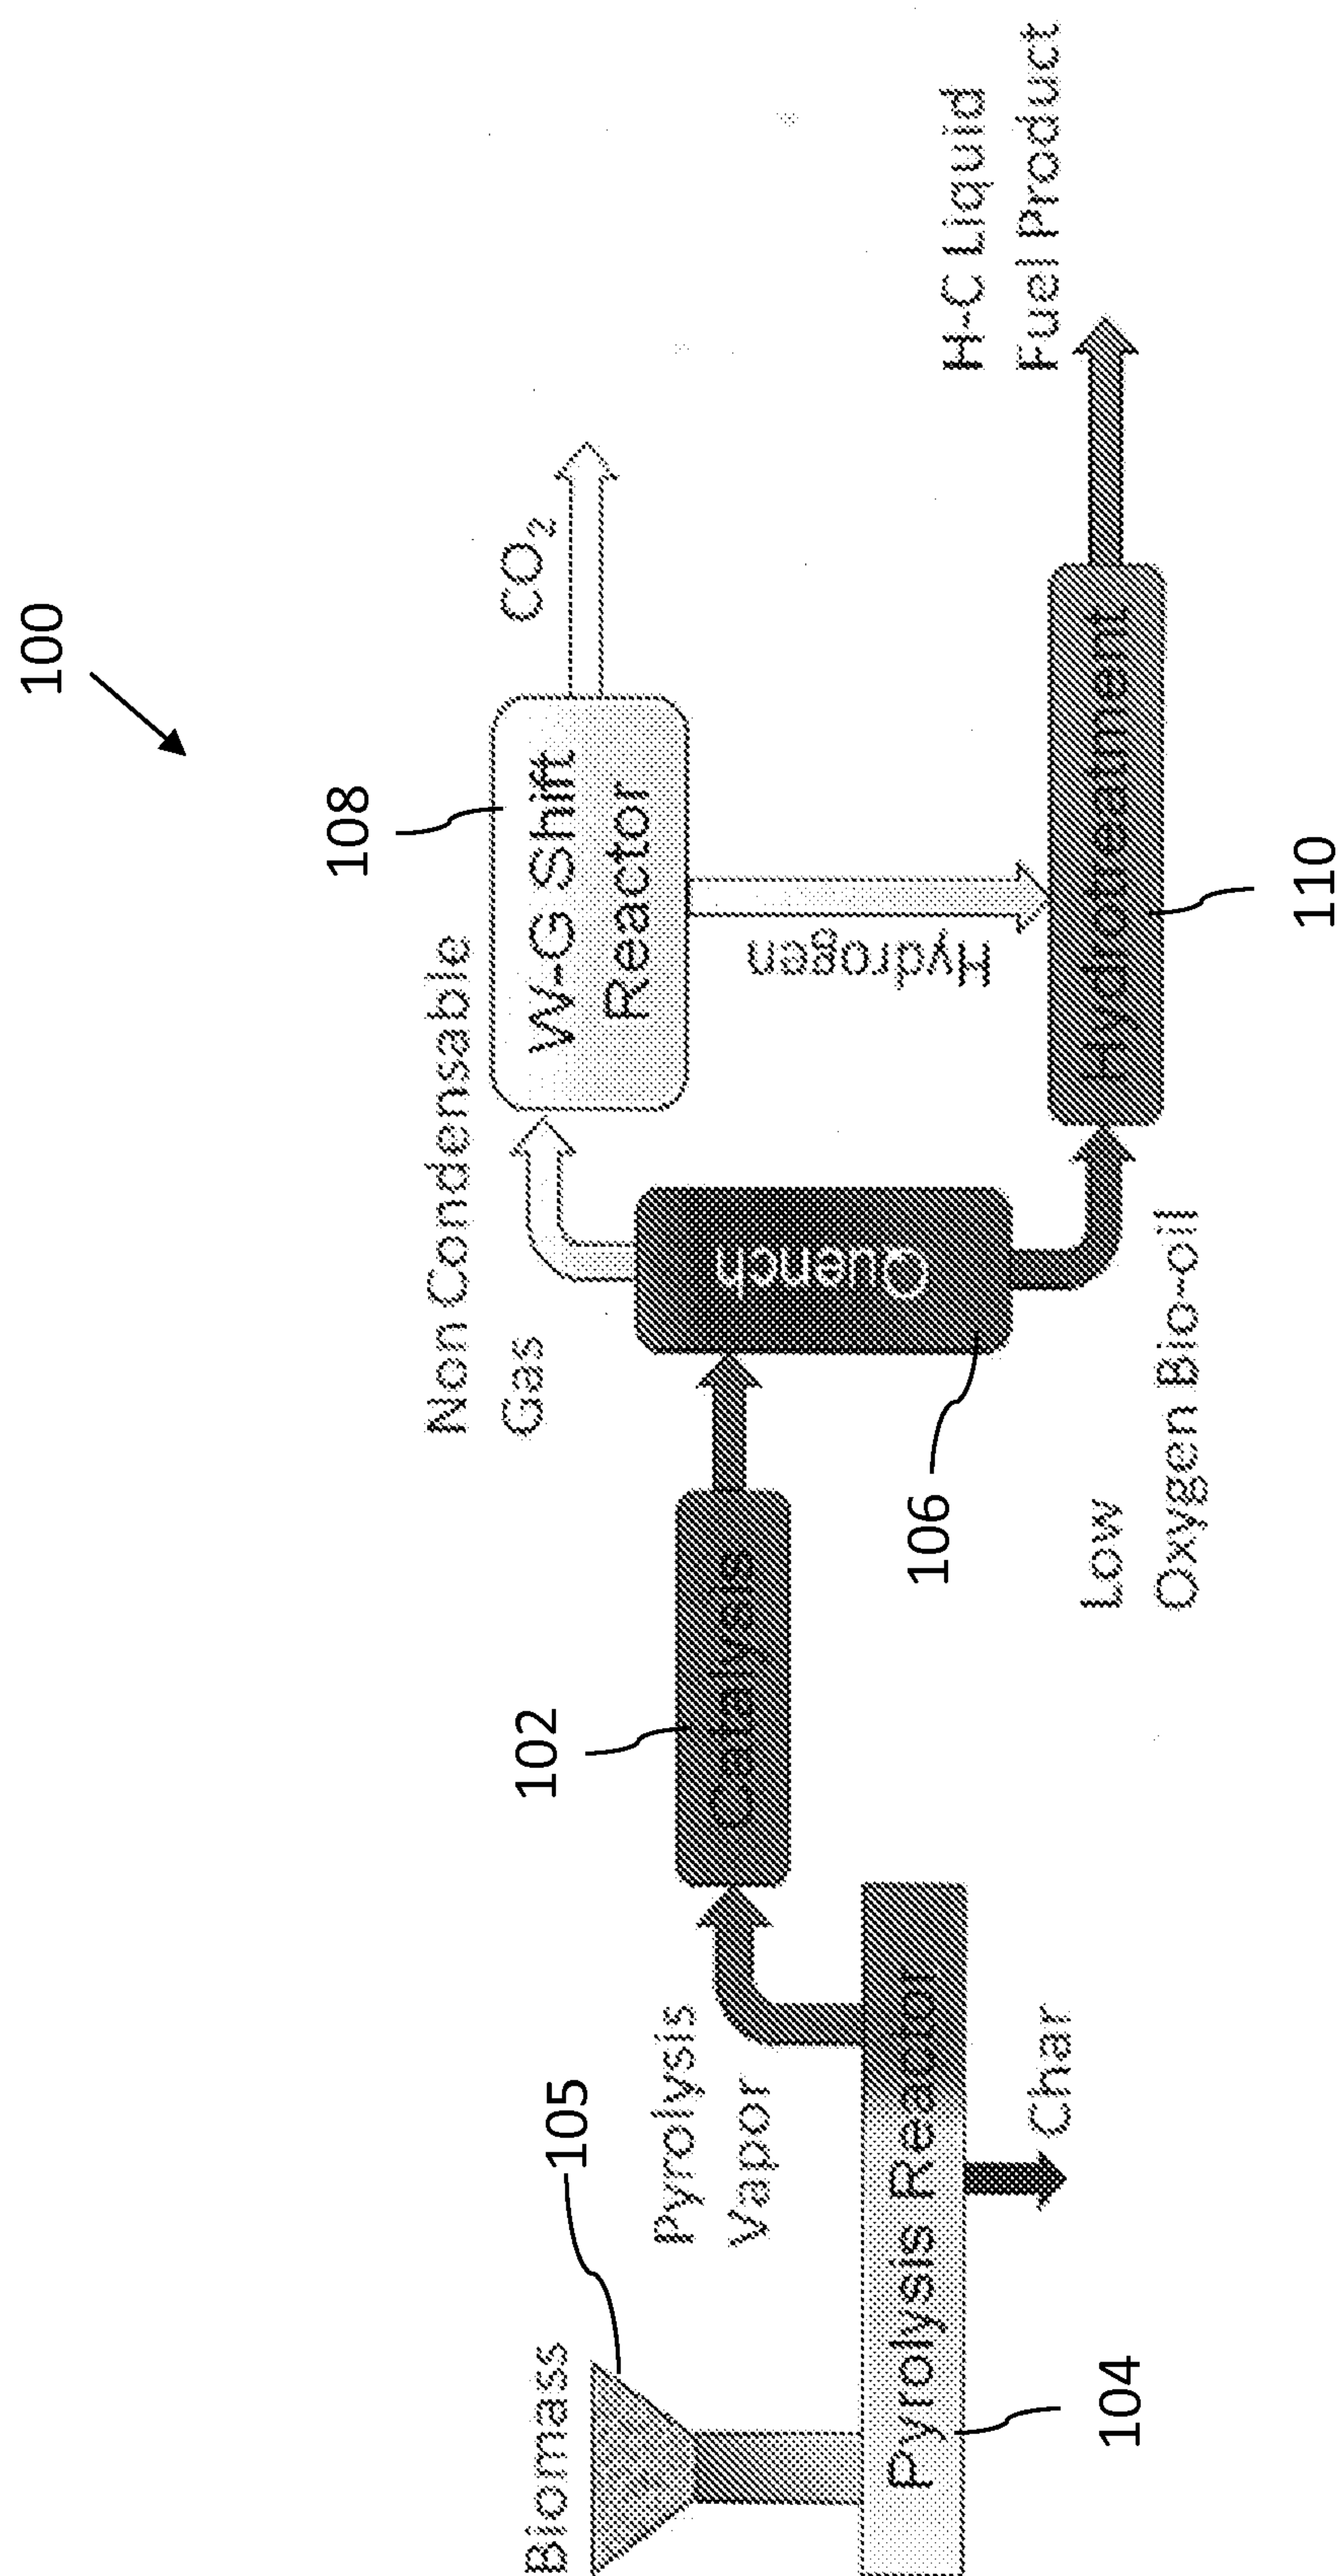 100
108
Non Condensable
Gas
CO2
W-G Shift
Reactor
Biomass
105
102
Pyrolysis
Vapor
Catalysis
Quench
Hydrogen
H-C Liquid
Fuel Product
Pyrolysis Reactor
106
Hydrotreatment
Char
104
Low
Oxygen Bio-oil
110